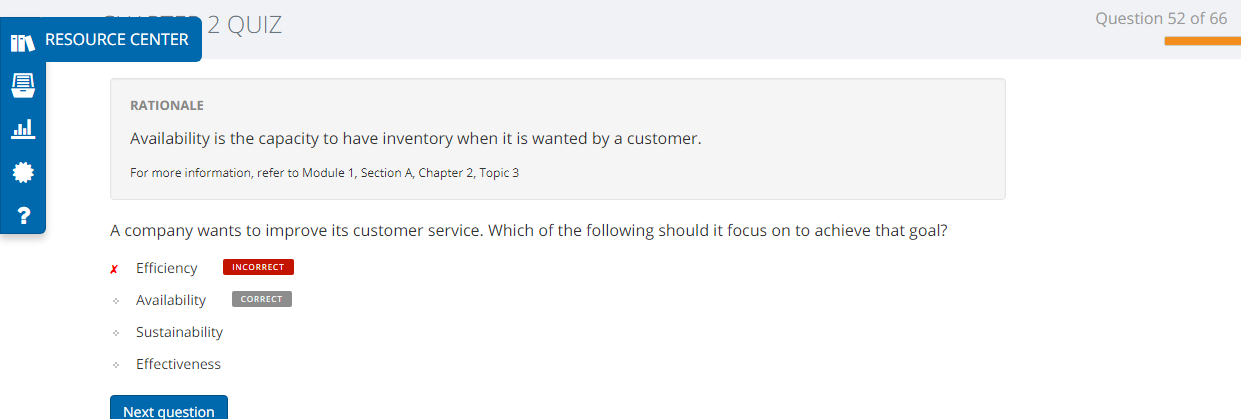 2 QUIZ
Question 52 of 66
RESOURCE CENTER
RATIONALE
Availability is the capacity to have inventory when it is wanted by a customer.
For more information, refer to Module 1, Section A, Chapter 2, Topic 3
A company wants to improve its customer service. Which of the following should it focus on to achieve that goal?
✗ Efficiency INCORRECT
Availability CORRECT
Sustainability
Effectiveness
Next question
?